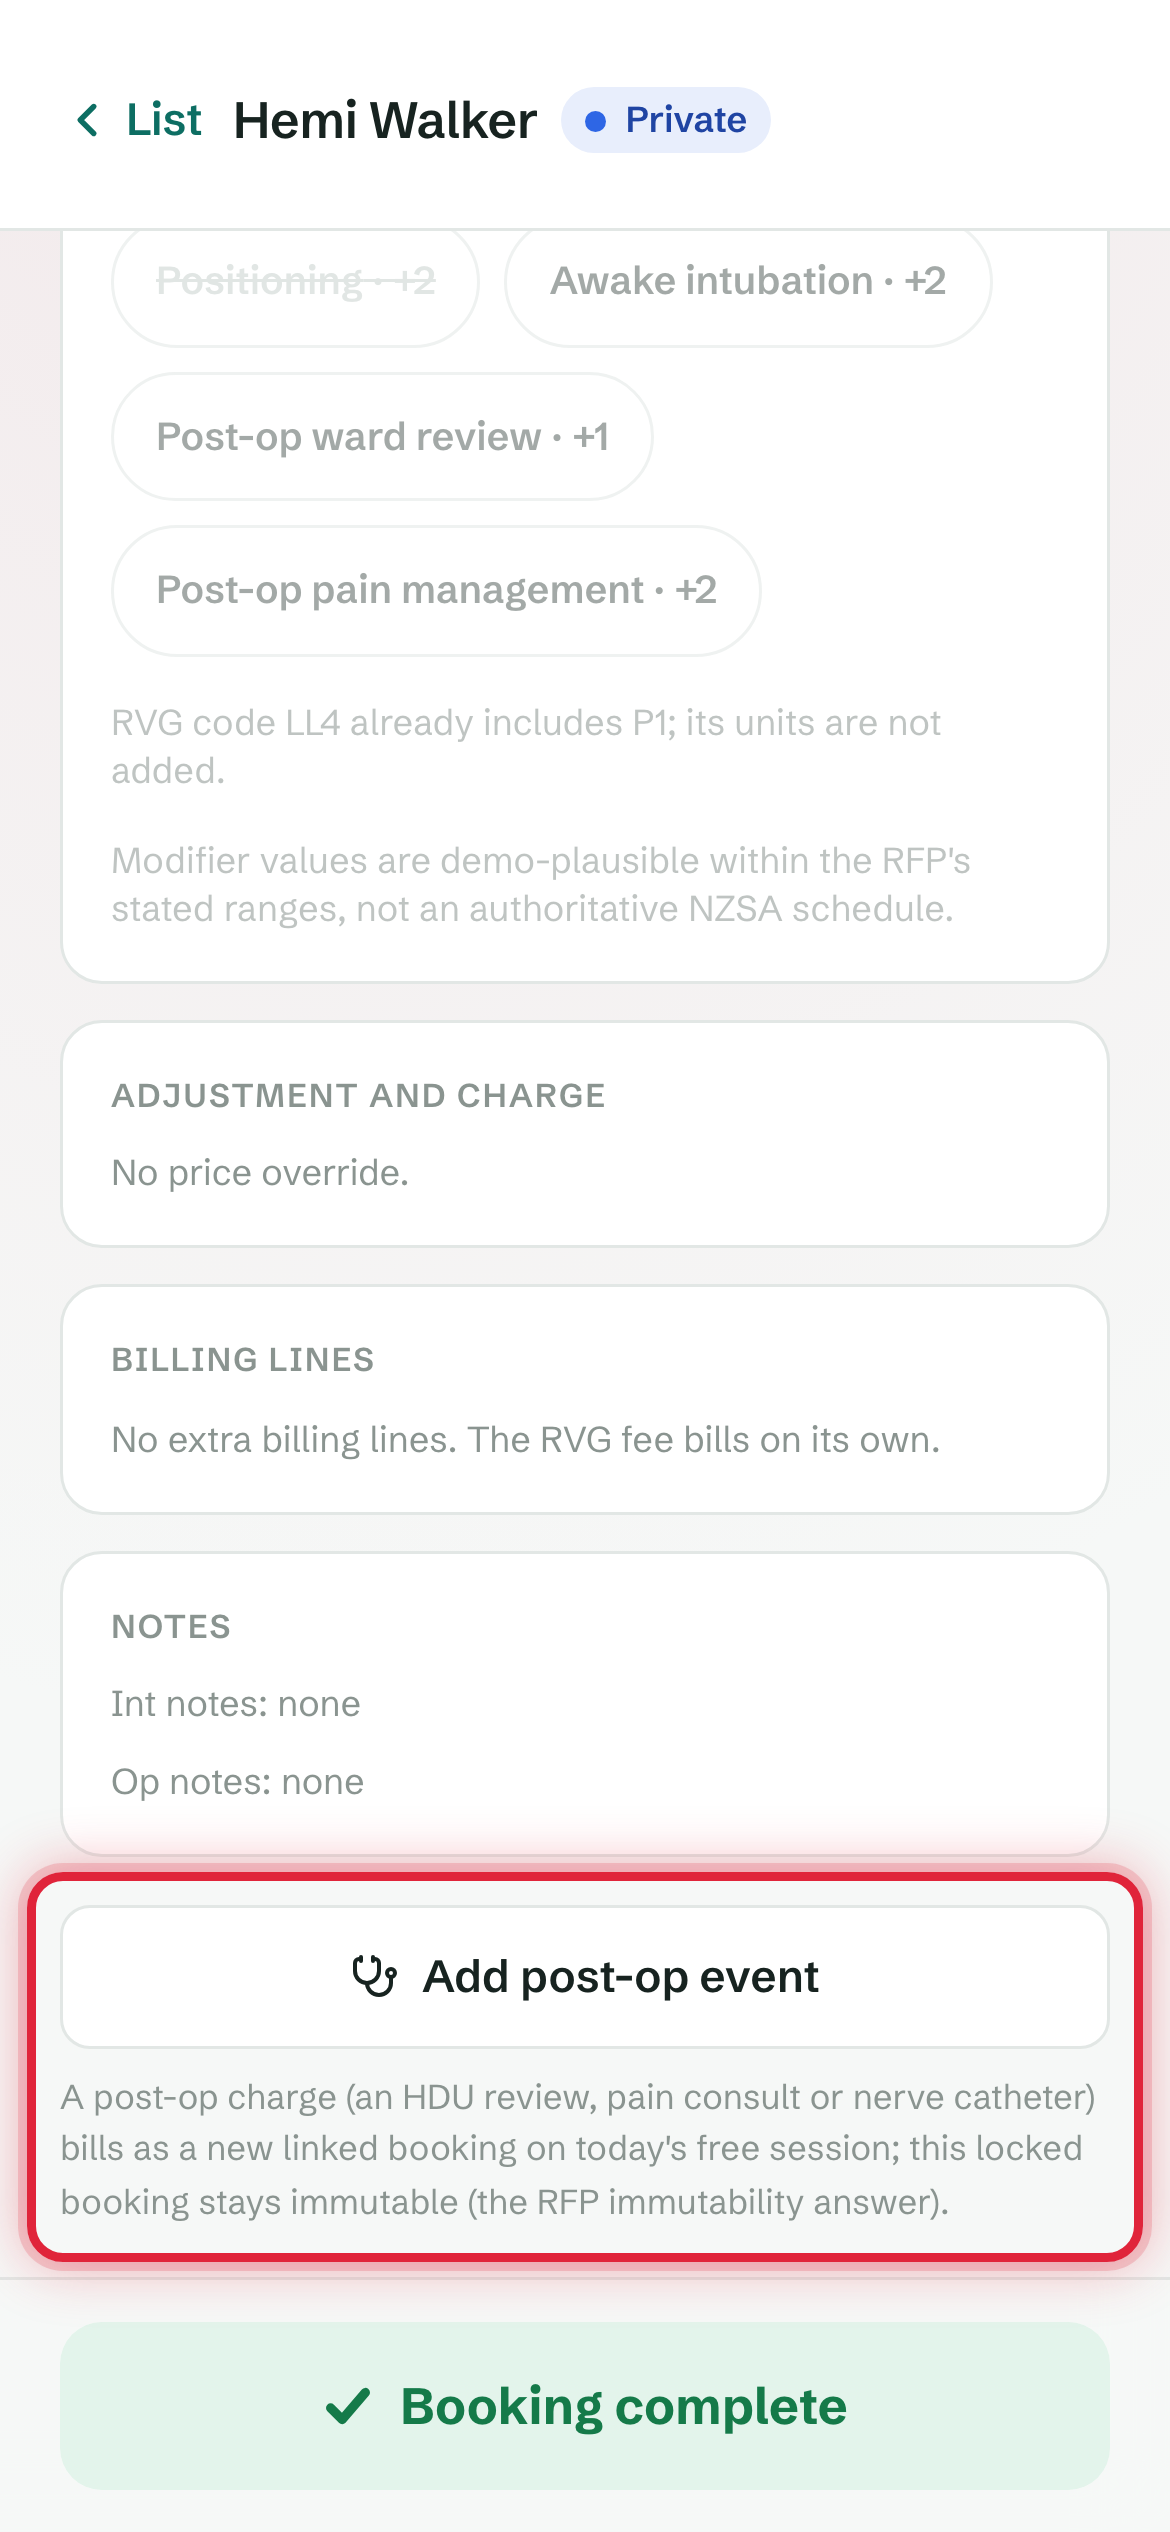 List Hemi Walker Private
Positioning · +2 Awake intubation · +2
Post-op ward review · +1
Post-op pain management · +2
RVG code LL4 already includes P1; its units are not
added.
Modifier values are demo-plausible within the RFP's
stated ranges, not an authoritative NZSA schedule.
ADJUSTMENT AND CHARGE
No price override.
BILLING LINES
No extra billing lines. The RVG fee bills on its own.
NOTES
Int notes: none
Op notes: none
Add post-op event
A post-op charge (an HDU review, pain consult or nerve catheter)
bills as a new linked booking on today's free session; this locked
booking stays immutable (the RFP immutability answer).
Booking complete